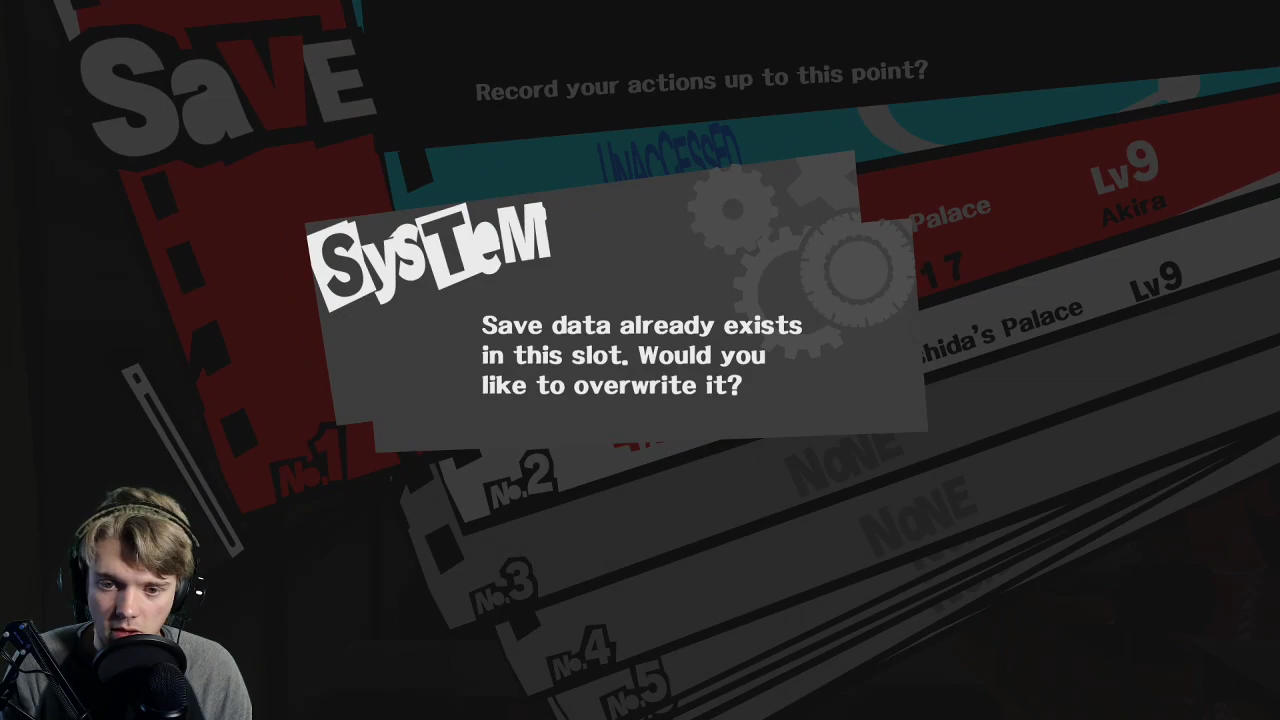 SaVE
Record your actions up to this point?
UNACCESSED
Lv9
Palace
Akira
17
SysTeM
Save data already exists
in this slot. Would you
like to overwrite it?
Lv9
hida's Palace
No.1
No.2
NoNE
No.3
NoNE
No.4
No.5